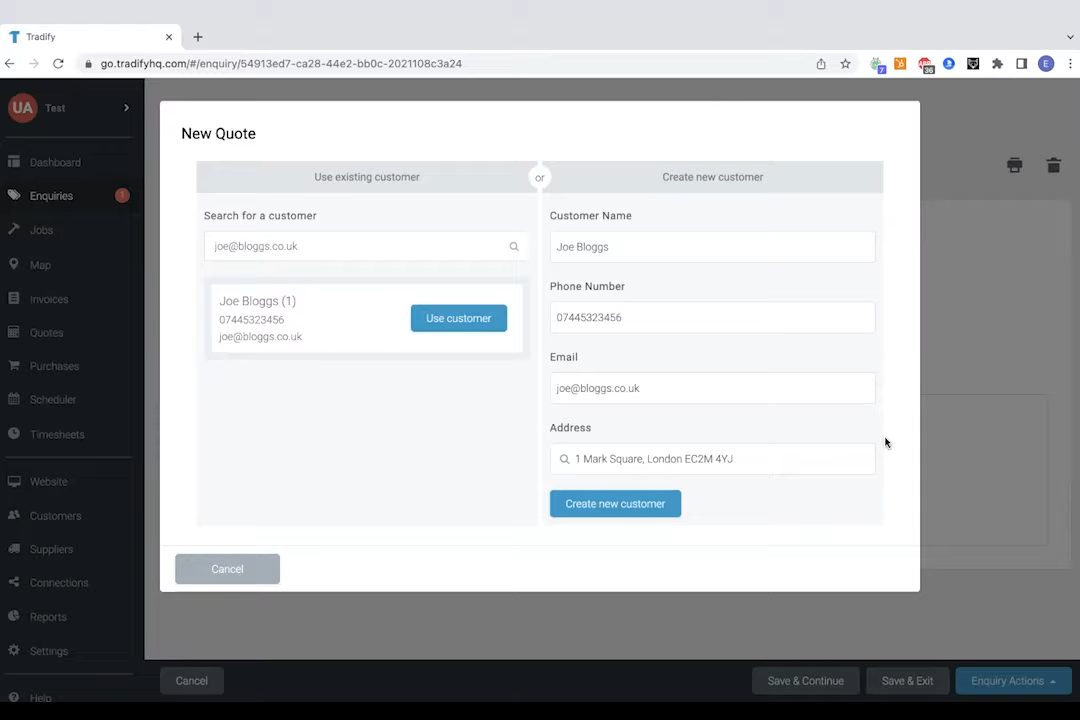 Tradify
go.tradifyhq.com/#/enquiry/54913ed7-ca28-44e2-bb0c-2021108c3a24
7
36
E
UA
Test
Dashboard
Enquiries
1
Jobs
Map
Invoices
Quotes
Purchases
Scheduler
Timesheets
Website
Customers
Suppliers
Connections
Reports
Settings
Help
New Quote
Use existing customer
or
Create new customer
Search for a customer
joe@bloggs.co.uk
Joe Bloggs (1)
07445323456
joe@bloggs.co.uk
Use customer
Customer Name
Joe Bloggs
Phone Number
07445323456
Email
joe@bloggs.co.uk
Address
1 Mark Square, London EC2M 4YJ
Create new customer
Cancel
Cancel
Save & Continue
Save & Exit
Enquiry Actions